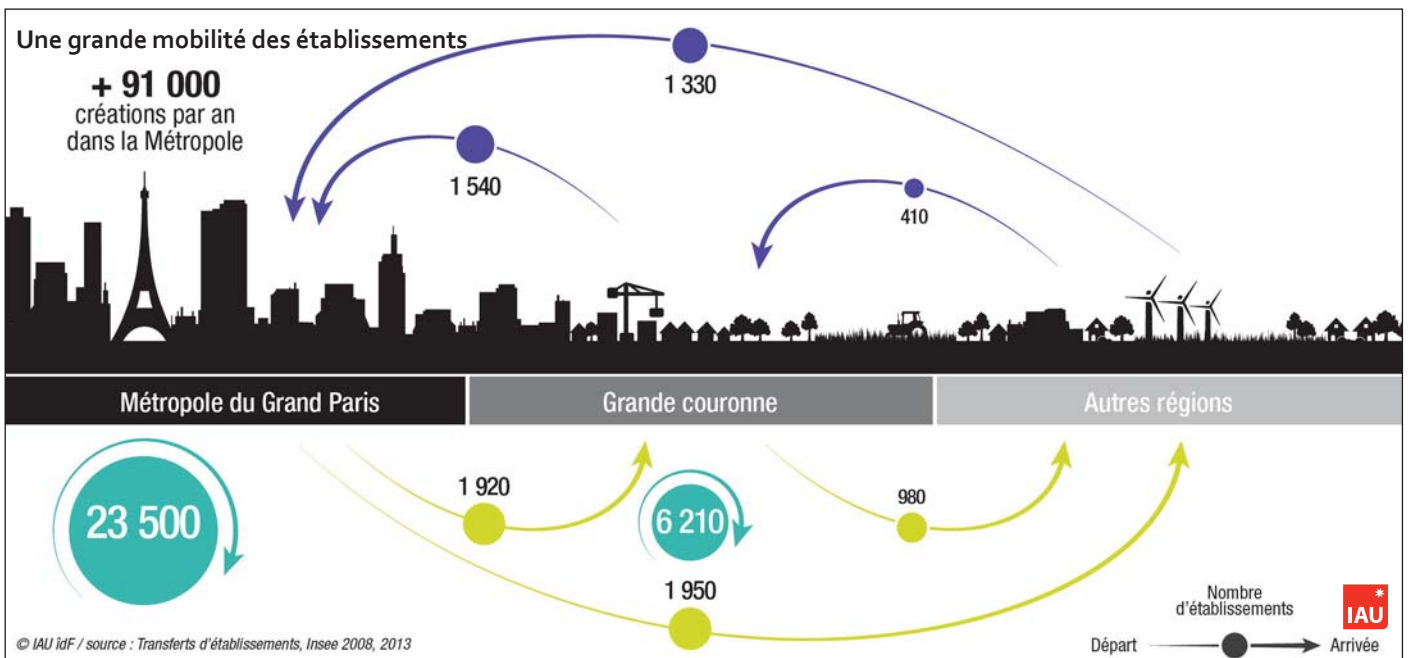 Une grande mobilité des établissements
+ 91 000
créations par an
dans la Métropole
1 330
1 540
410
Métropole du Grand Paris
Grande couronne
Autres régions
23 500
1 920
6 210
980
1 950
Nombre
d'établissements
Départ
Arrivée
IAU
© IAU îdF / source : Transferts d'établissements, Insee 2008, 2013